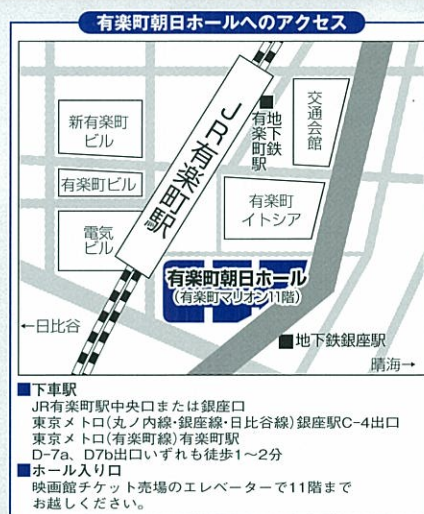 有楽町朝日ホールへのアクセス
新有楽町
ビル
有楽町ビル
電気
ビル
JR有楽町駅
地下鉄
有楽町駅
交通会館
有楽町
イトシア
有楽町朝日ホール
(有楽町マリオン11階)
←日比谷
■地下鉄銀座駅
晴海→
■下車駅
JR有楽町駅中央口または銀座口
東京メトロ(丸ノ内線・銀座線・日比谷線)銀座駅C-4出口
東京メトロ(有楽町線)有楽町駅
D-7a、D7b出口いずれも徒歩1〜2分
■ホール入り口
映画館チケット売場のエレベーターで11階まで
お越しください。